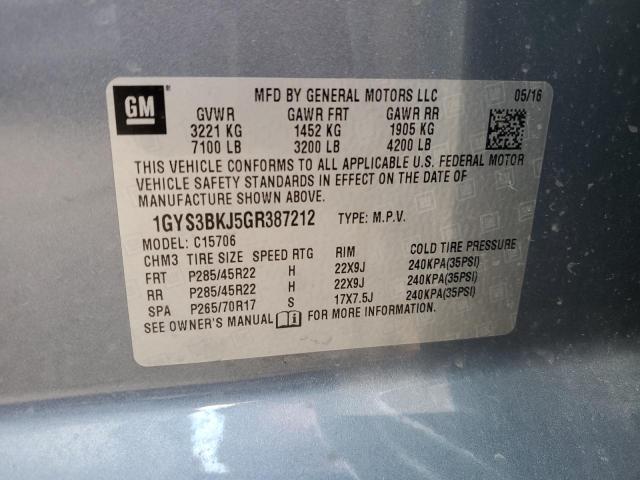 GM
MFD BY GENERAL MOTORS LLC 05/16
GVWR GAWR FRT GAWR RR
3221 KG 1452 KG 1905 KG
7100 LB 3200 LB 4200 LB
THIS VEHICLE CONFORMS TO ALL APPLICABLE U.S. FEDERAL MOTOR
VEHICLE SAFETY STANDARDS IN EFFECT ON THE DATE OF
MANUFACTURE SHOWN ABOVE.
1GYS3BKJ5GR387212 TYPE: M.P.V.
MODEL: C15706
CHM3 TIRE SIZE SPEED RTG RIM COLD TIRE PRESSURE
FRT P285/45R22 H 22X9J 240KPA(35PSI)
RR P285/45R22 H 22X9J 240KPA(35PSI)
SPA P265/70R17 S 17X7.5J 240KPA(35PSI)
SEE OWNER'S MANUAL i FOR MORE INFORMATION.